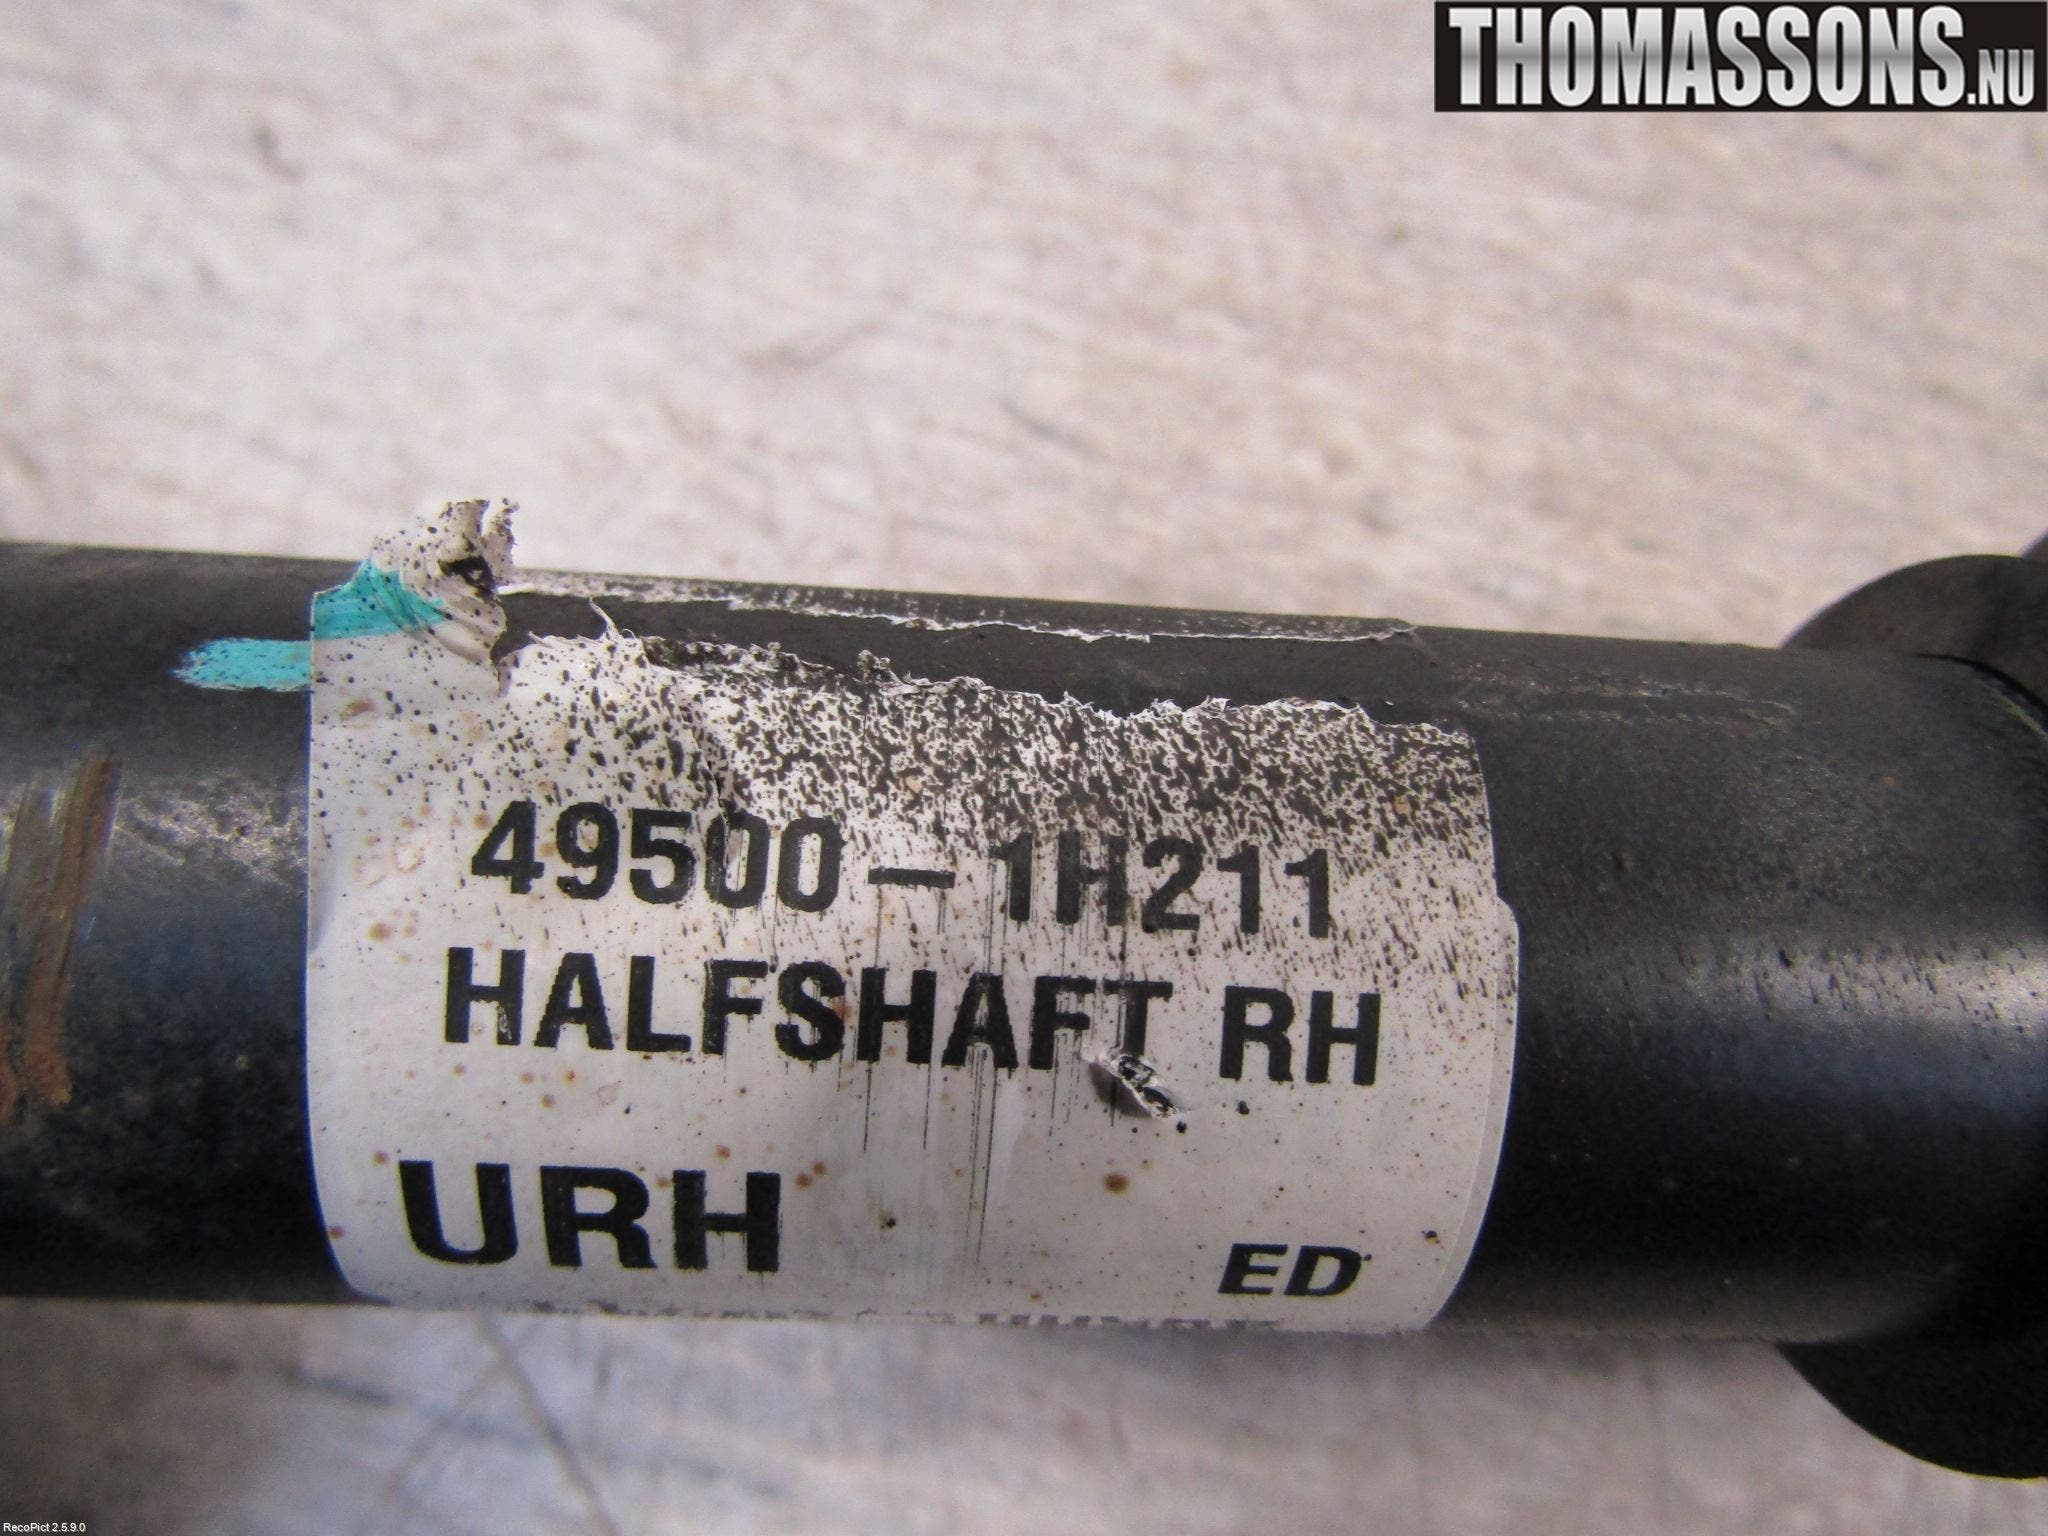 THOMASSONS.NU
49500-1H211
HALFSHAFT RH
URH
ED
RecoPict 2.5.9.0